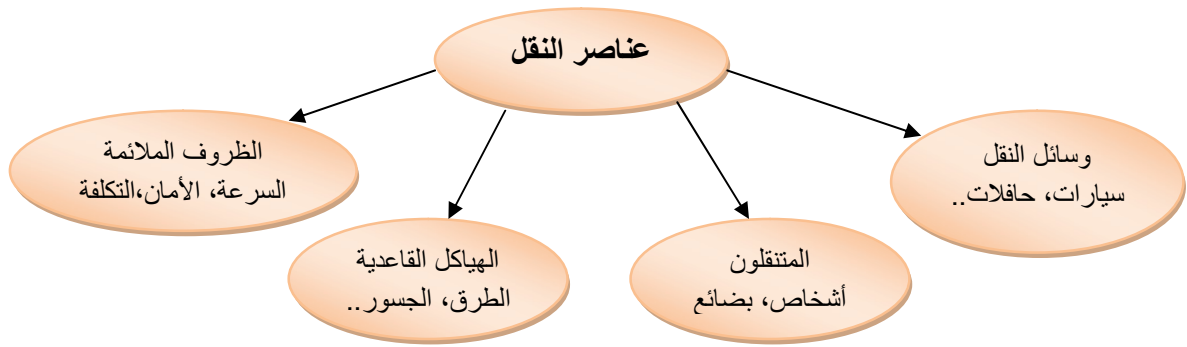 عناصر النقل
وسائل النقل
سيارات، حافلات..
المتنقلون
أشخاص، بضائع
الهياكل القاعدية
الطرق، الجسور..
الظروف الملائمة
السرعة، الأمان،التكلفة